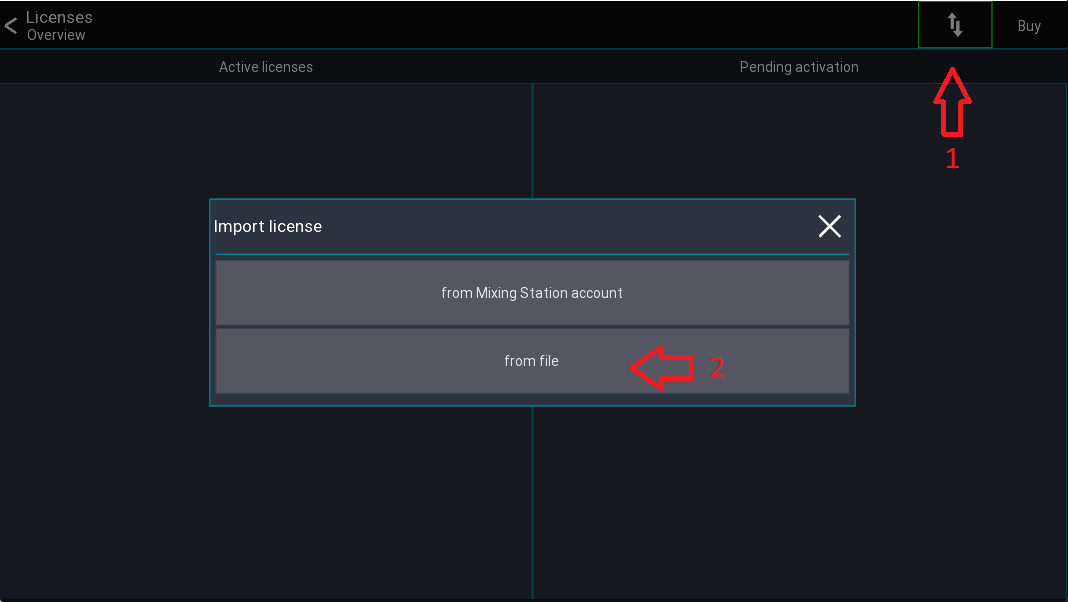 Licenses
Overview
Buy
Active licenses
Pending activation
1
Import license
from Mixing Station account
from file
2